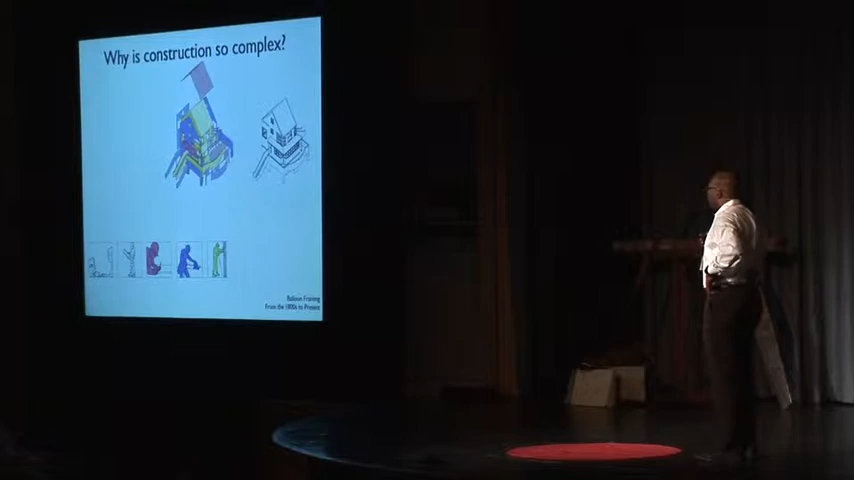 Why is construction so complex?
Balloon Framing
From the 1800s to Present